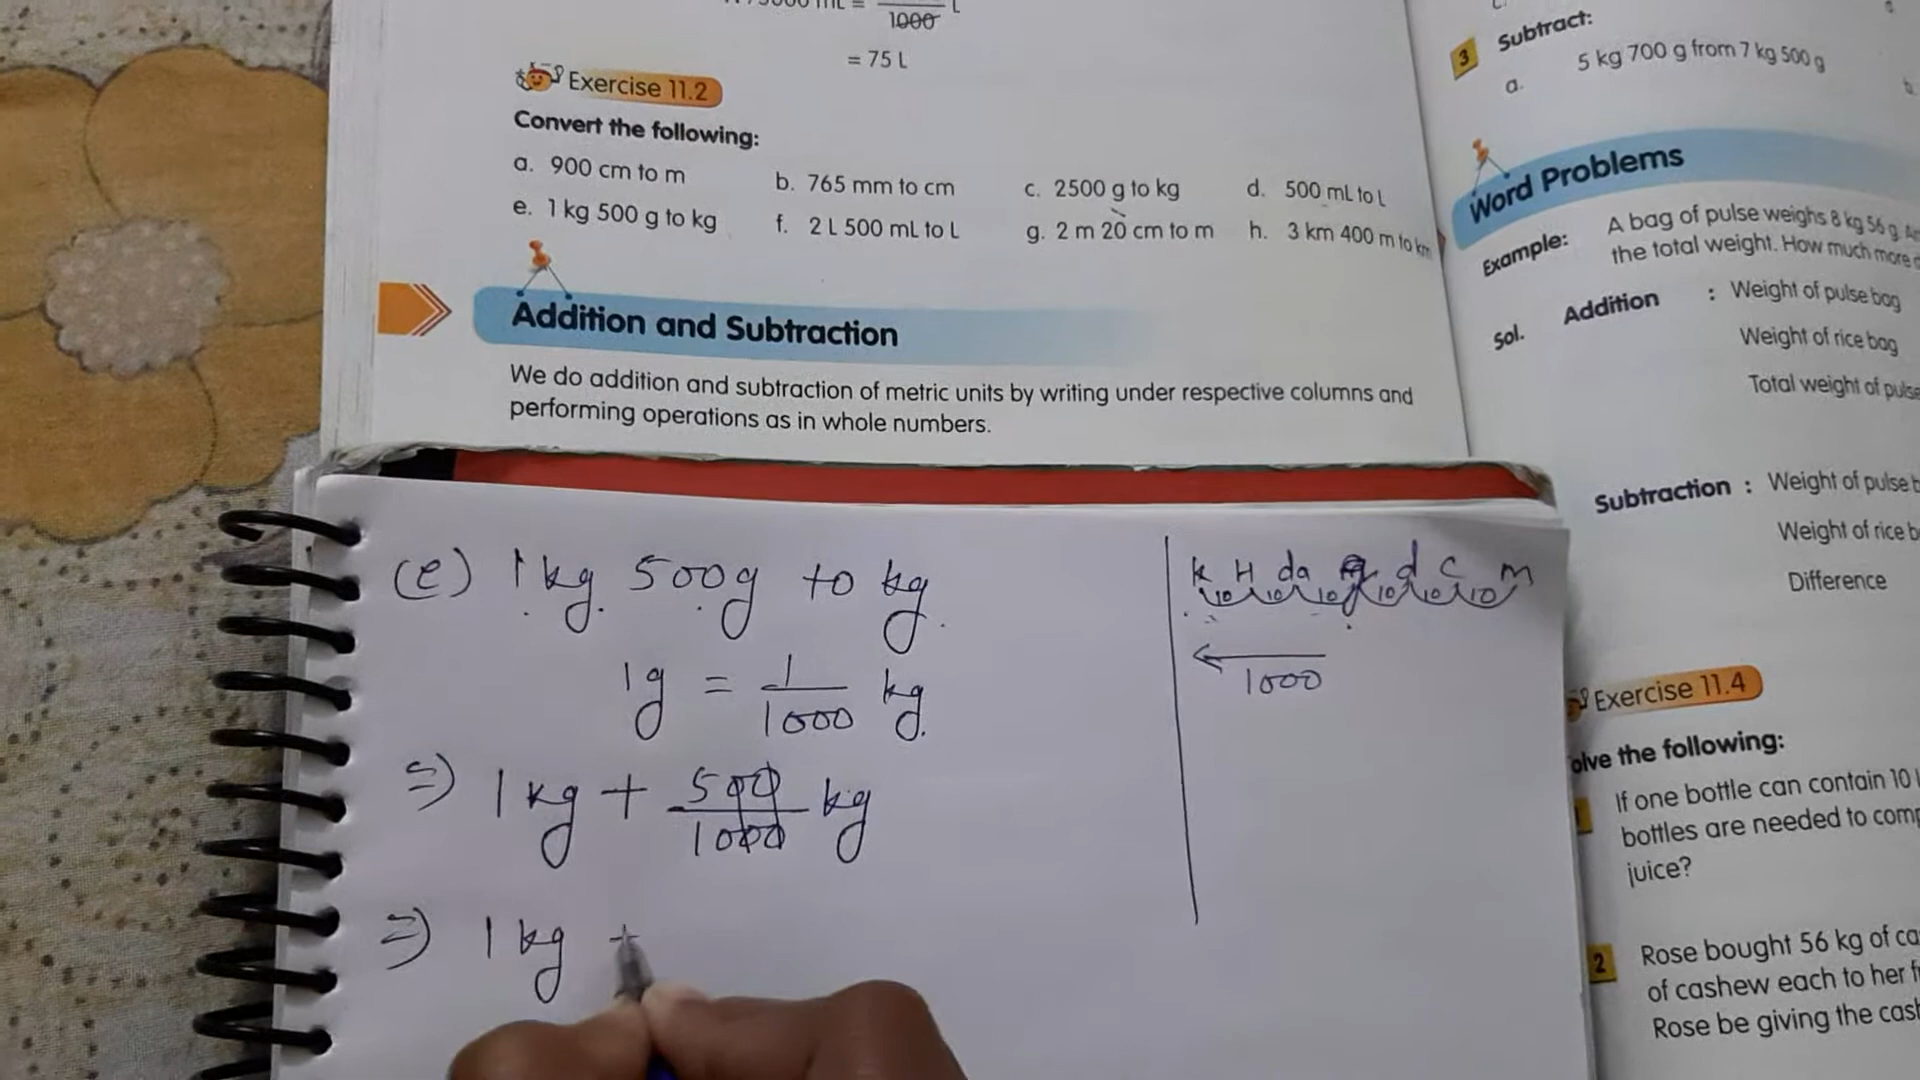 1000 L
= 75 L
Exercise 11.2
Convert the following:
a. 900 cm to m
b. 765 mm to cm
c. 2500 g to kg
d. 500 mL to L
e. 1 kg 500 g to kg
f. 2 L 500 mL to L
g. 2 m 20 cm to m
h. 3 km 400 m to km
Addition and Subtraction
We do addition and subtraction of metric units by writing under respective columns and
performing operations as in whole numbers.
3 Subtract:
a. 5 kg 700 g from 7 kg 500 g
Word Problems
Example: A bag of pulse weighs 8 kg 56 g.
the total weight. How much more
Sol. Addition : Weight of pulse bag
Weight of rice bag
Total weight of pulse
Subtraction : Weight of pulse b
Weight of rice b
Difference
Exercise 11.4
olve the following:
If one bottle can contain 10 l
bottles are needed to comp
juice?
2 Rose bought 56 kg of ca
of cashew each to her f
Rose be giving the cash
(e) 1 kg 500g to kg.
1g = 1/1000 kg.
=> 1 kg + 500/1000 kg
=> 1 kg +
K H da g d c m
10 10 10 10 10 10
1000